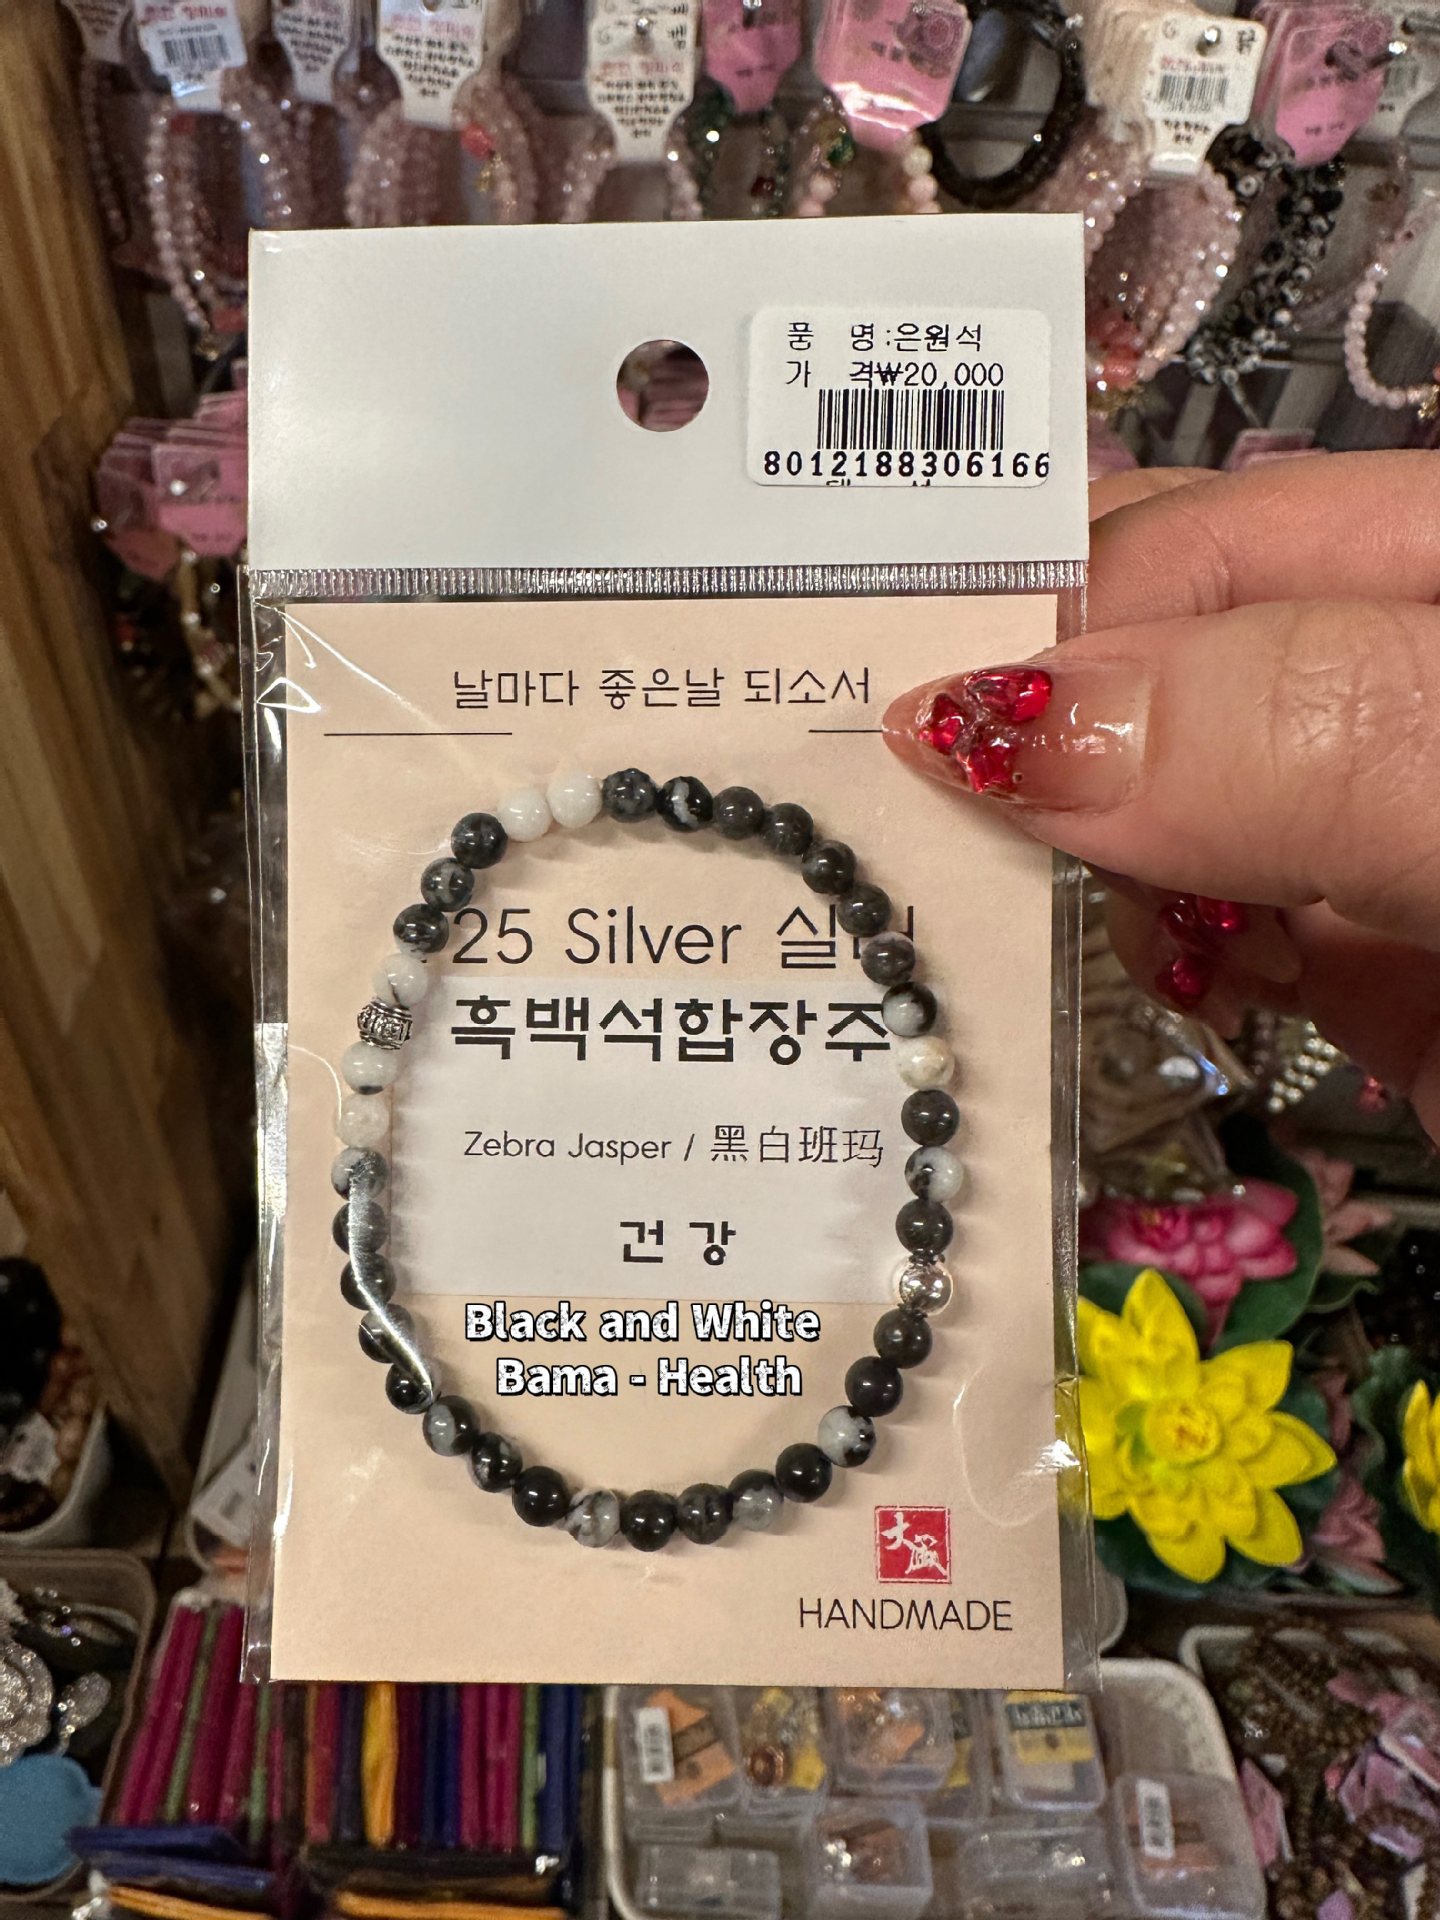 품 명:은원석
가 격₩20,000
8012188306166
날마다 좋은날 되소서
25 Silver
흑백석합장주
Zebra Jasper / 黑白班玛
건 강
Black and White
Bama - Health
HANDMADE